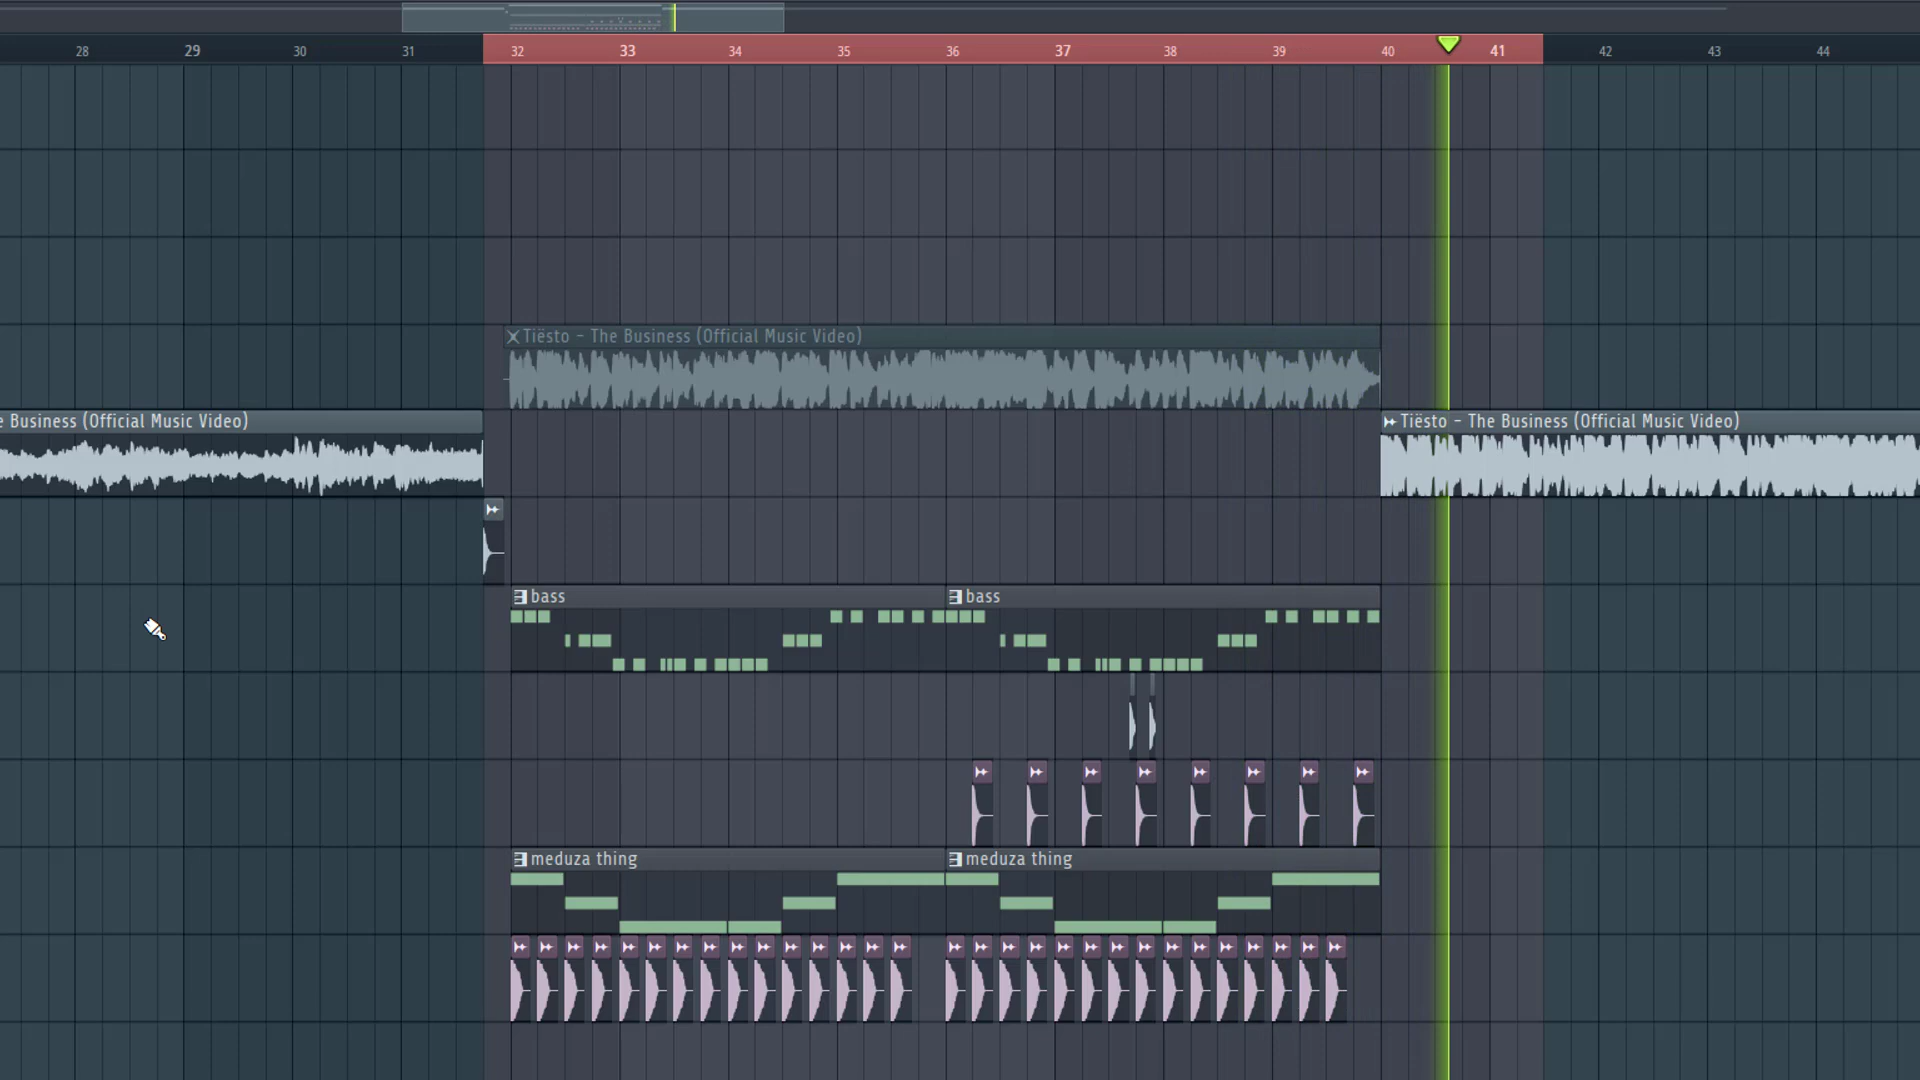 28 29 30 31 32 33 34 35 36 37 38 39 40 41 42 43 44
Tiësto - The Business (Official Music Video)
e Business (Official Music Video)
Tiësto - The Business (Official Music Video)
bass
bass
meduza thing
meduza thing